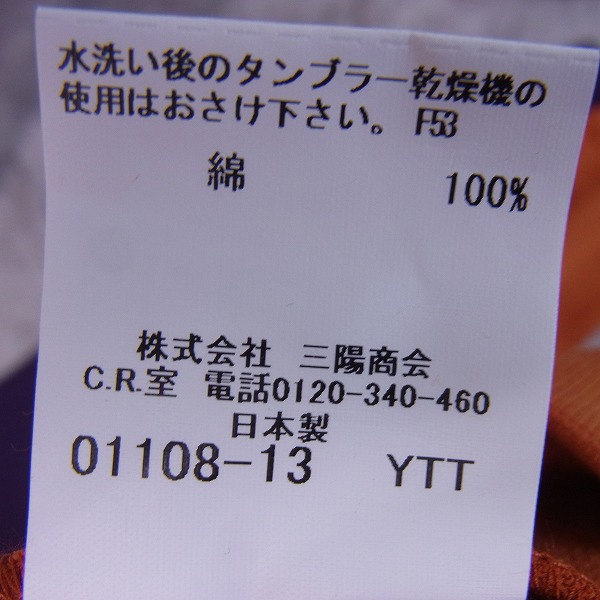 水洗い後のタンブラー乾燥機の
使用はおさけ下さい。 F53
綿 100%
株式会社 三陽商会
C.R.室 電話0120-340-460
日本製
01108-13 YTT